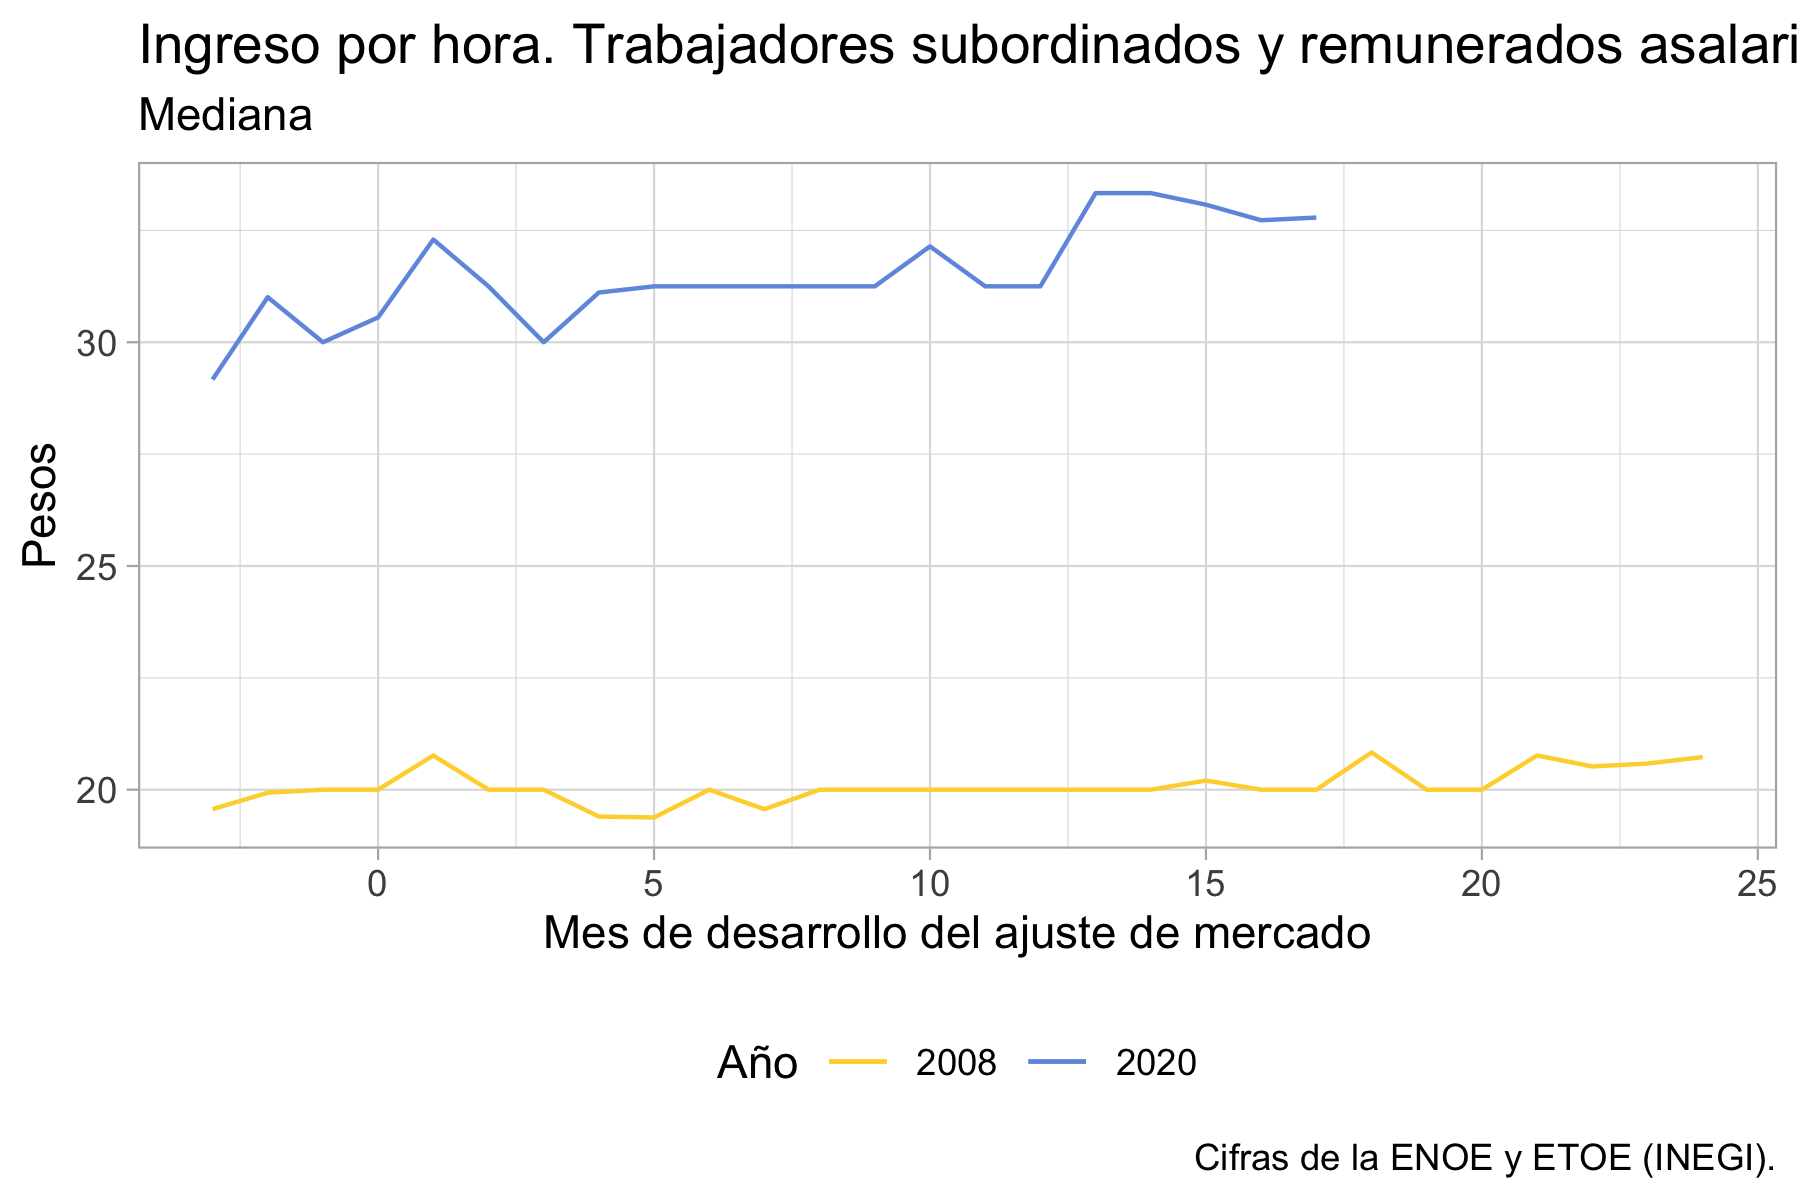 Ingreso por hora. Trabajadores subordinados y remunerados asalari
Mediana
Pesos
30
25
20
0 5 10 15 20 25
Mes de desarrollo del ajuste de mercado
Año 2008 2020
Cifras de la ENOE y ETOE (INEGI).